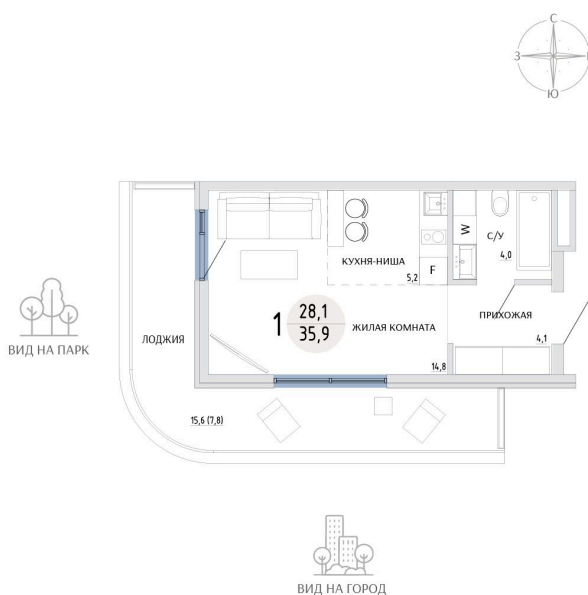 С
З
Ю
W
С/У
4,0
КУХНЯ-НИША
5,2
F
1
28,1
35,9
ЖИЛАЯ КОМНАТА
14,8
ПРИХОЖАЯ
4,1
ЛОДЖИЯ
15,6 (7,8)
ВИД НА ПАРК
ВИД НА ГОРОД